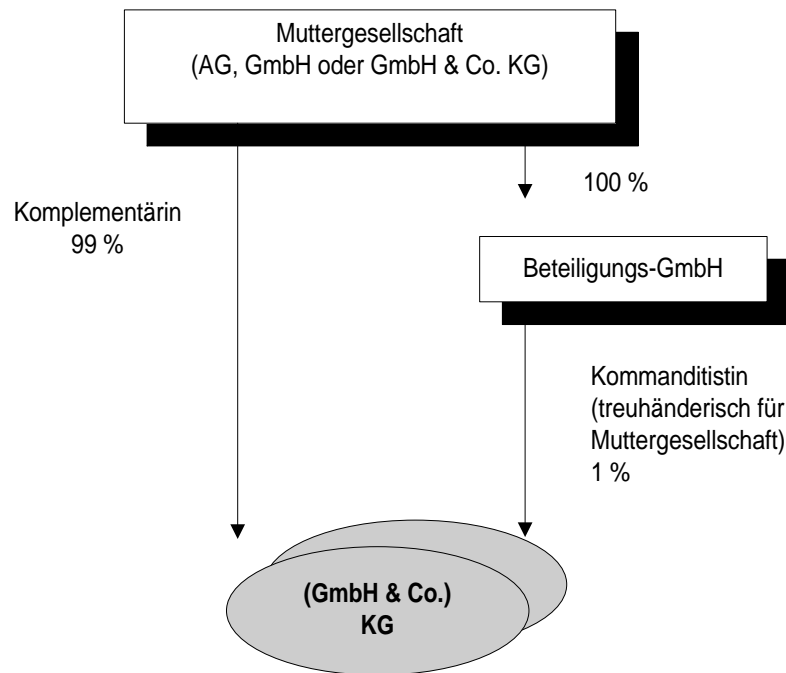 Muttergesellschaft
(AG, GmbH oder GmbH & Co. KG)
100 %
Komplementärin
99 %
Beteiligungs-GmbH
Kommanditistin
(treuhänderisch für
Muttergesellschaft)
1 %
(GmbH & Co.)
KG